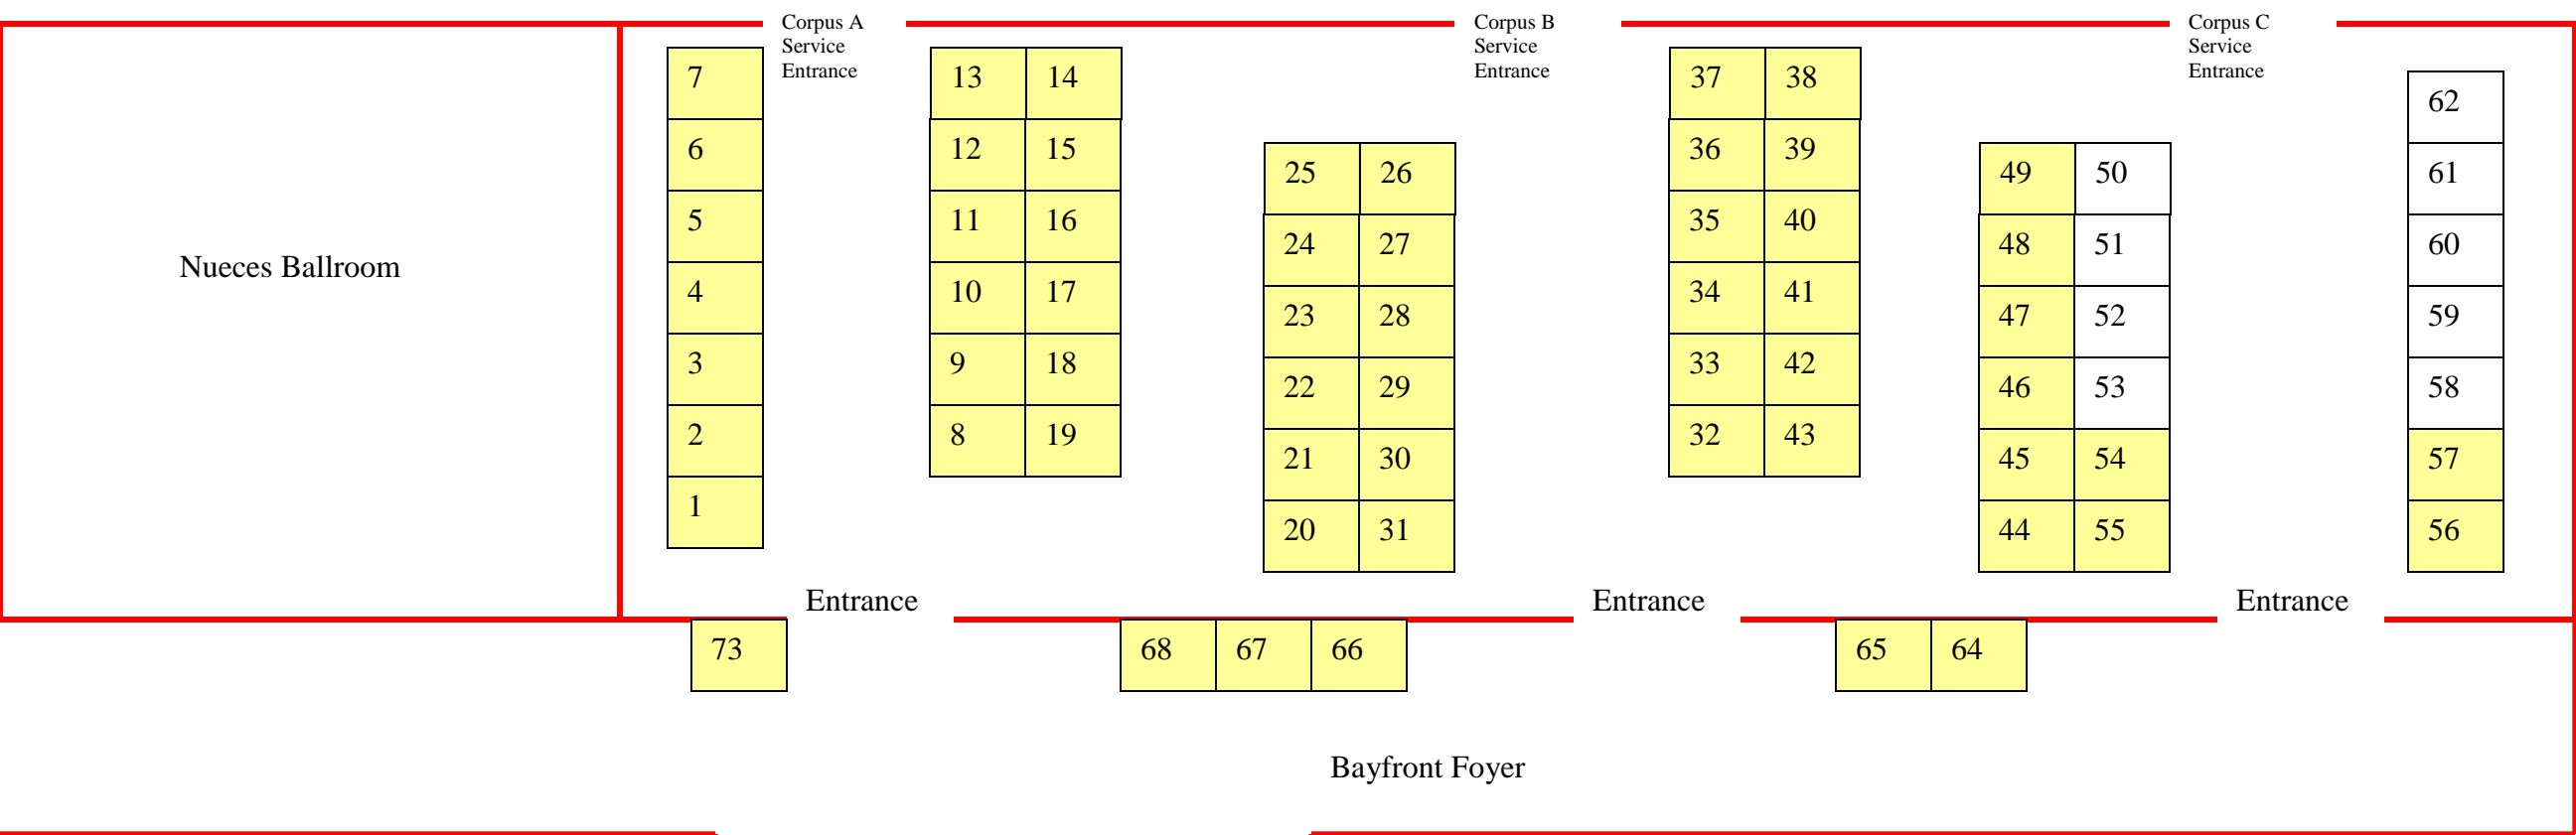 Corpus A
Service
Entrance
Corpus B
Service
Entrance
Corpus C
Service
Entrance
7
13 14
37 38
62
6
12 15
36 39
25 26
49 50
61
5
11 16
35 40
24 27
48 51
60
Nueces Ballroom
4
10 17
34 41
23 28
47 52
59
3
9 18
33 42
22 29
46 53
58
2
8 19
32 43
21 30
45 54
57
1
20 31
44 55
56
Entrance
Entrance
Entrance
73
68 67 66
65 64
Bayfront Foyer